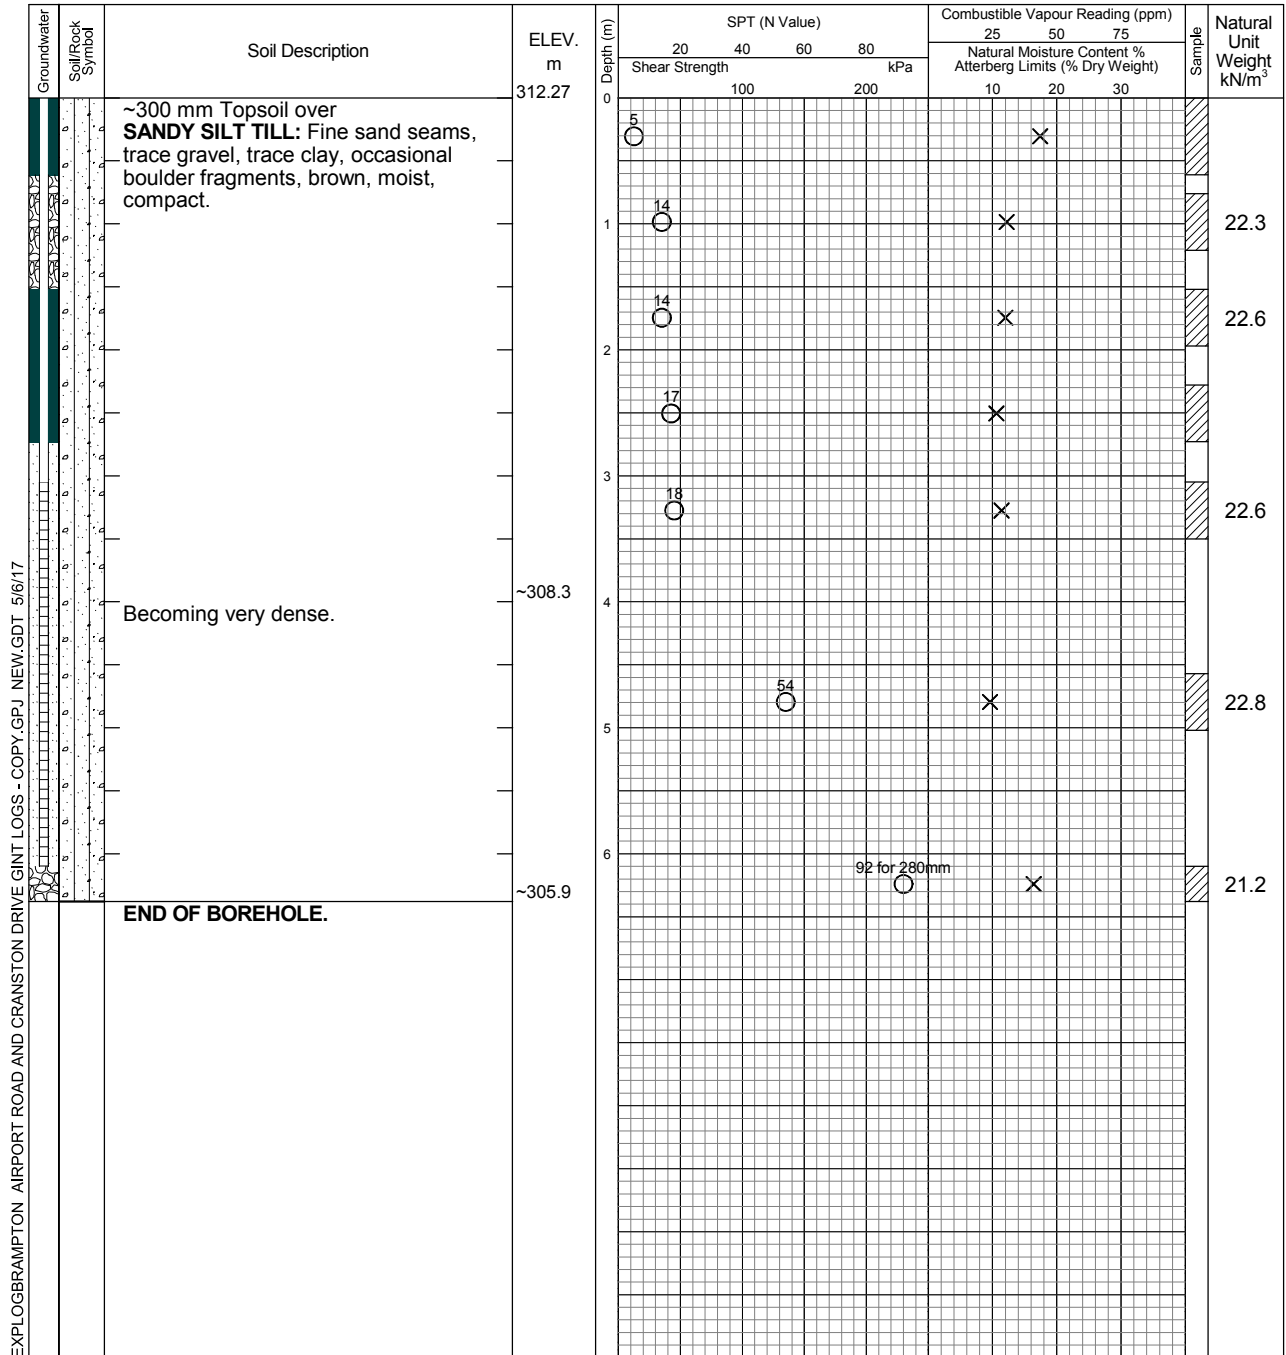 Groundwater
Soil/Rock
Symbol
Soil Description
ELEV.
m
312.27
Depth (m)
SPT (N Value)
20 40 60 80
Shear Strength kPa
100 200
Combustible Vapour Reading (ppm)
25 50 75
Natural Moisture Content %
Atterberg Limits (% Dry Weight)
10 20 30
Sample
Natural
Unit
Weight
kN/m³
0
~300 mm Topsoil over
SANDY SILT TILL: Fine sand seams,
trace gravel, trace clay, occasional
boulder fragments, brown, moist,
compact.
5
14
1
22.3
14
22.6
2
17
3
18
22.6
~308.3
4
Becoming very dense.
54
22.8
5
6
92 for 280mm
21.2
~305.9
END OF BOREHOLE.
EXPLOGBRAMPTON AIRPORT ROAD AND CRANSTON DRIVE GINT LOGS - COPY.GPJ NEW.GDT 5/6/17